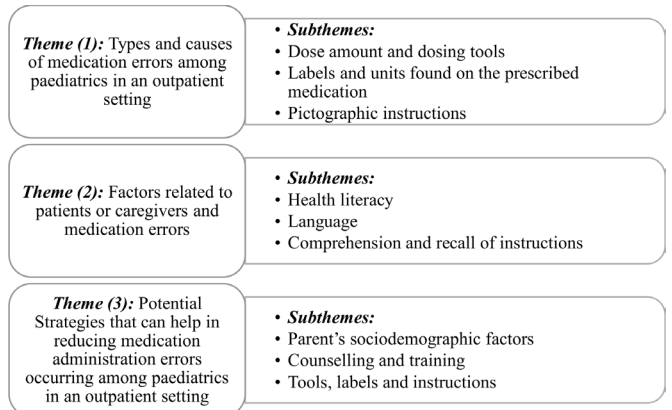 Theme (1): Types and causes
of medication errors among
paediatrics in an outpatient
setting
• Subthemes:
• Dose amount and dosing tools
• Labels and units found on the prescribed
medication
• Pictographic instructions
Theme (2): Factors related to
patients or caregivers and
medication errors
• Subthemes:
• Health literacy
• Language
• Comprehension and recall of instructions
Theme (3): Potential
Strategies that can help in
reducing medication
administration errors
occurring among paediatrics
in an outpatient setting
• Subthemes:
• Parent's sociodemographic factors
• Counselling and training
• Tools, labels and instructions